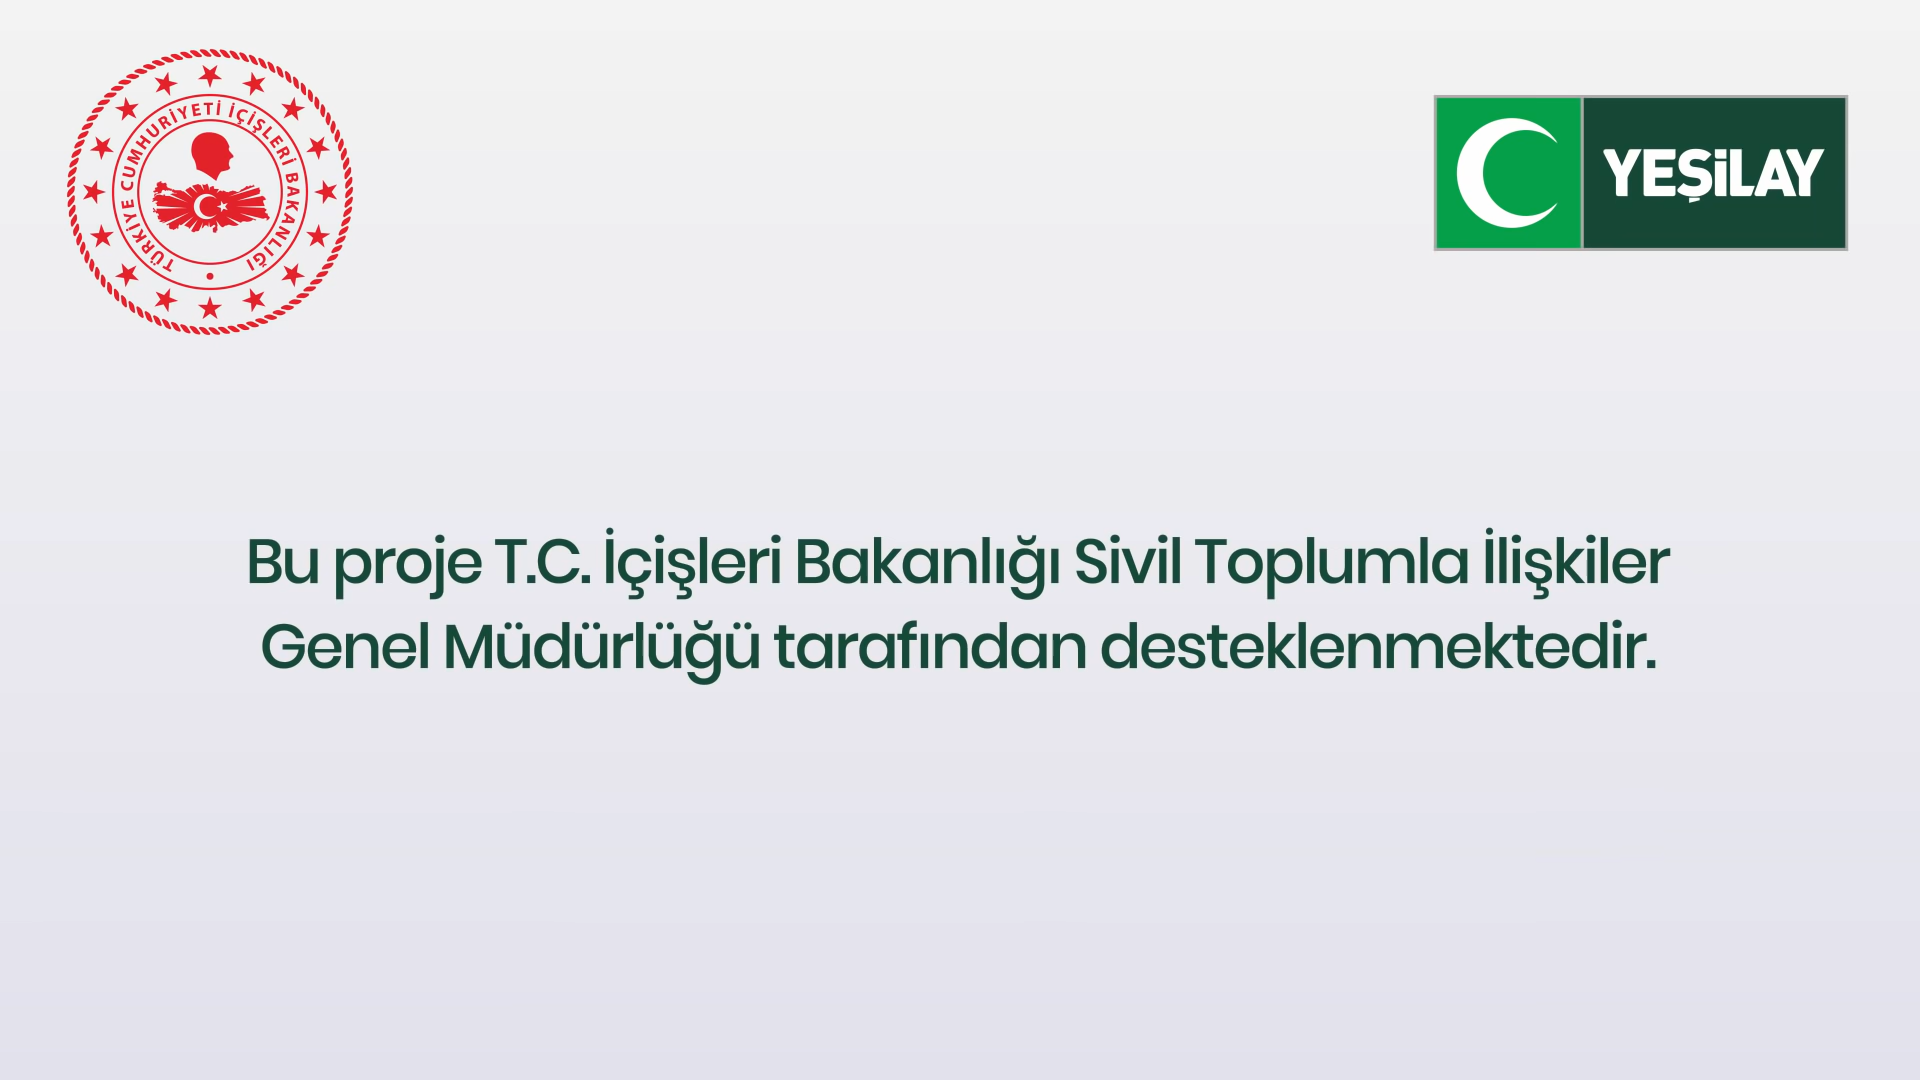 TÜRKİYE CUMHURİYETİ İÇİŞLERİ BAKANLIĞI
YEŞİLAY
Bu proje T.C. İçişleri Bakanlığı Sivil Toplumla İlişkiler
Genel Müdürlüğü tarafından desteklenmektedir.